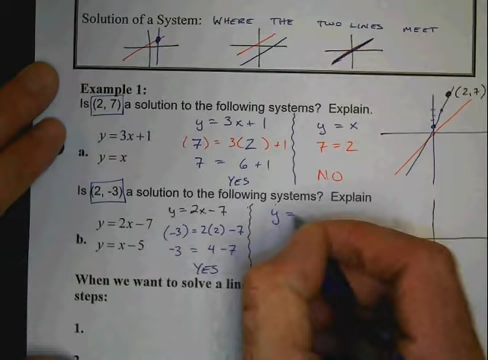 Solution of a System: WHERE THE TWO LINES MEET
Example 1:
Is (2, 7) a solution to the following systems? Explain.
(2,7)
y = 3x + 1
y = x
y = 3x+1
(7) = 3(2) + 1
7 = 2
a.
y = x
7 = 6 + 1
YES
NO
Is (2, -3) a solution to the following systems? Explain
y = 2x - 7
y =
y = 2x - 7
(-3) = 2(2) - 7
b.
y = x - 5
-3 = 4 - 7
YES
When we want to solve a lin
steps:
1.